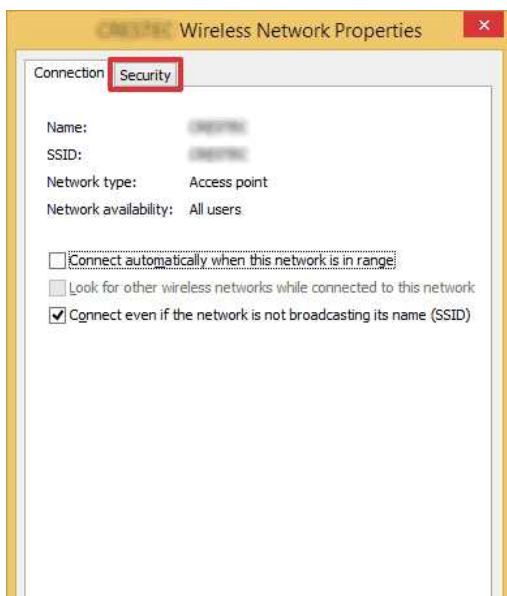 Wireless Network Properties
Connection
Security
Name:
SSID:
Network type: Access point
Network availability: All users
Connect automatically when this network is in range
Look for other wireless networks while connected to this network
Connect even if the network is not broadcasting its name (SSID)